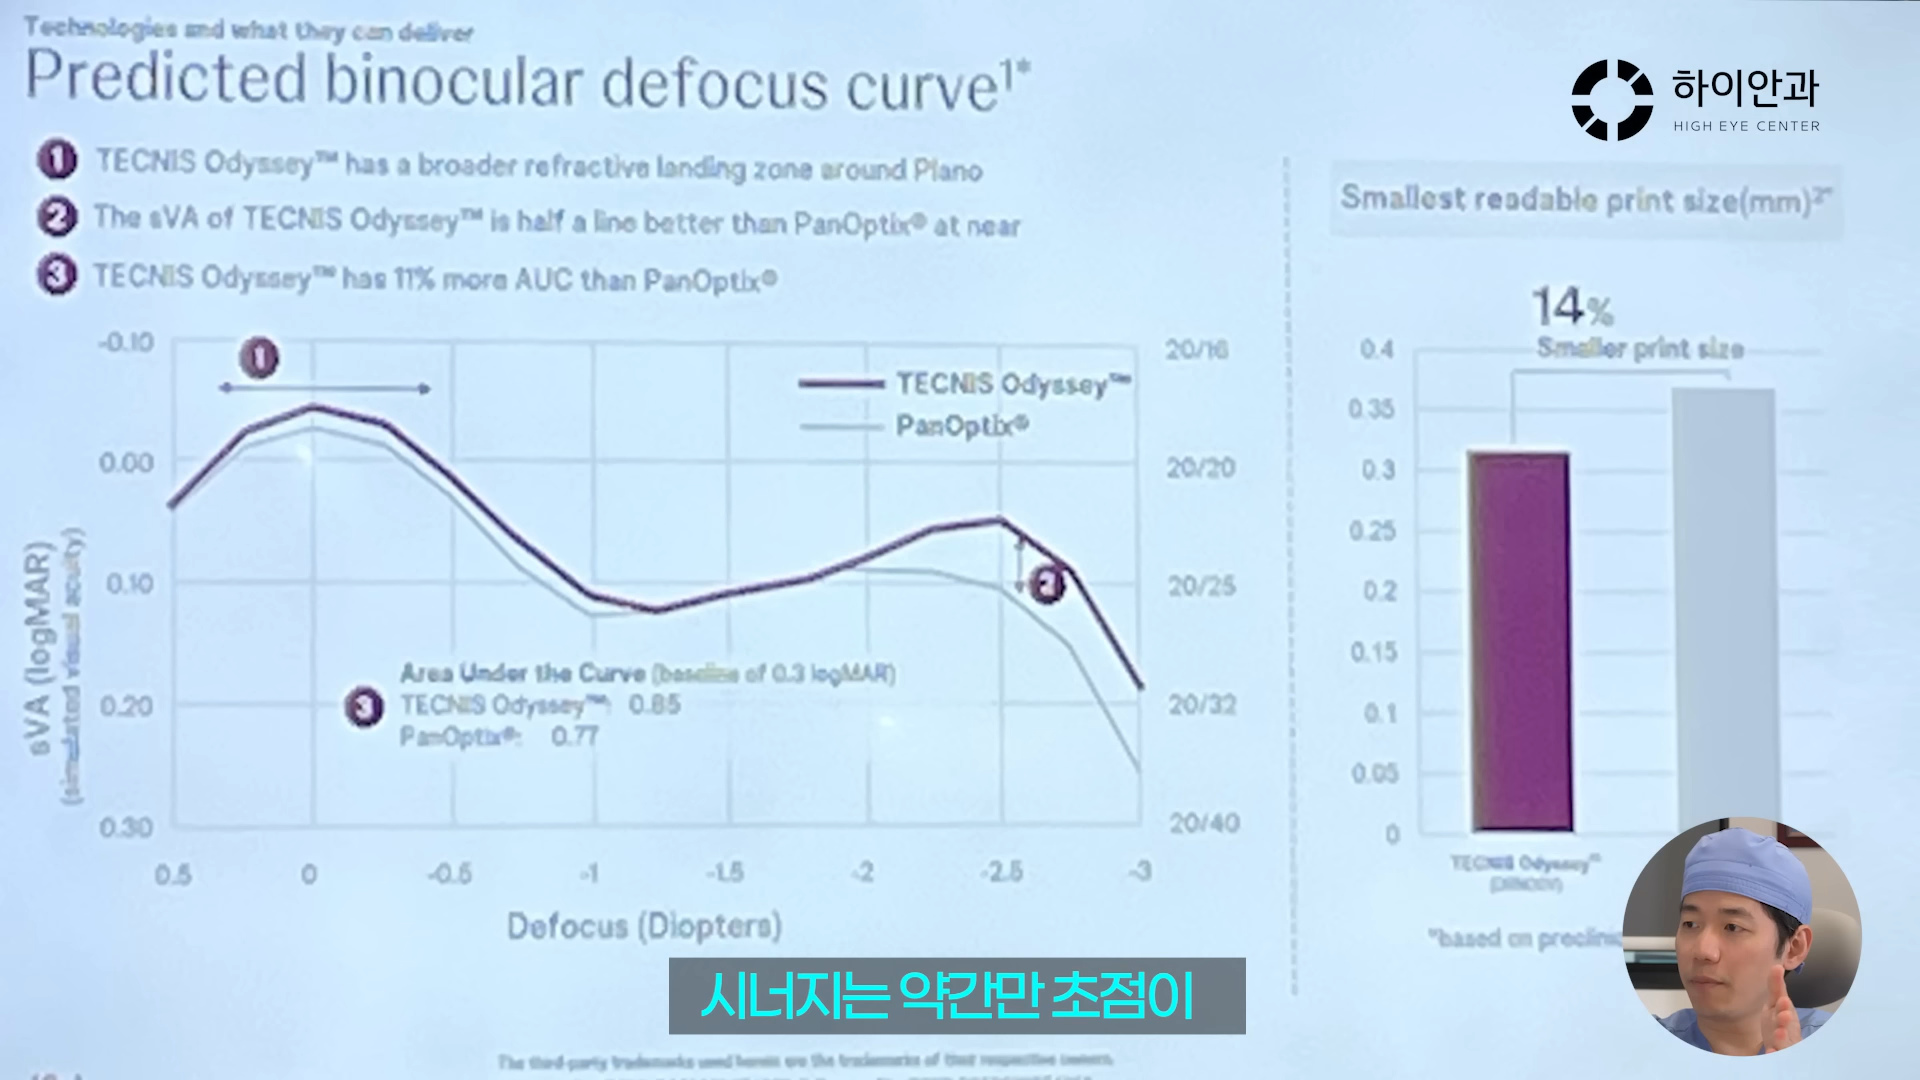 Technologies and what they can deliver
Predicted binocular defocus curve1*
하이안과
HIGH EYE CENTER
1 TECNIS Odyssey™ has a broader refractive landing zone around Plano
2 The sVA of TECNIS Odyssey™ is half a line better than PanOptix® at near
3 TECNIS Odyssey™ has 11% more AUC than PanOptix®
sVA (logMAR)
(simulated visual acuity)
-0.10
0.00
0.10
0.20
0.30
1
TECNIS Odyssey™
PanOptix®
2
3
Area Under the Curve (baseline of 0.3 logMAR)
TECNIS Odyssey™: 0.85
PanOptix®: 0.77
20/16
20/20
20/25
20/32
20/40
0.5 0 -0.5 -1 -1.5 -2 -2.5 -3
Defocus (Diopters)
Smallest readable print size(mm)2*
14%
Smaller print size
0.4
0.35
0.3
0.25
0.2
0.15
0.1
0.05
0
TECNIS Odyssey™
*based on
시너지는 약간만 초점이
The third-party trademarks used herein are the trademarks of their respective owners.